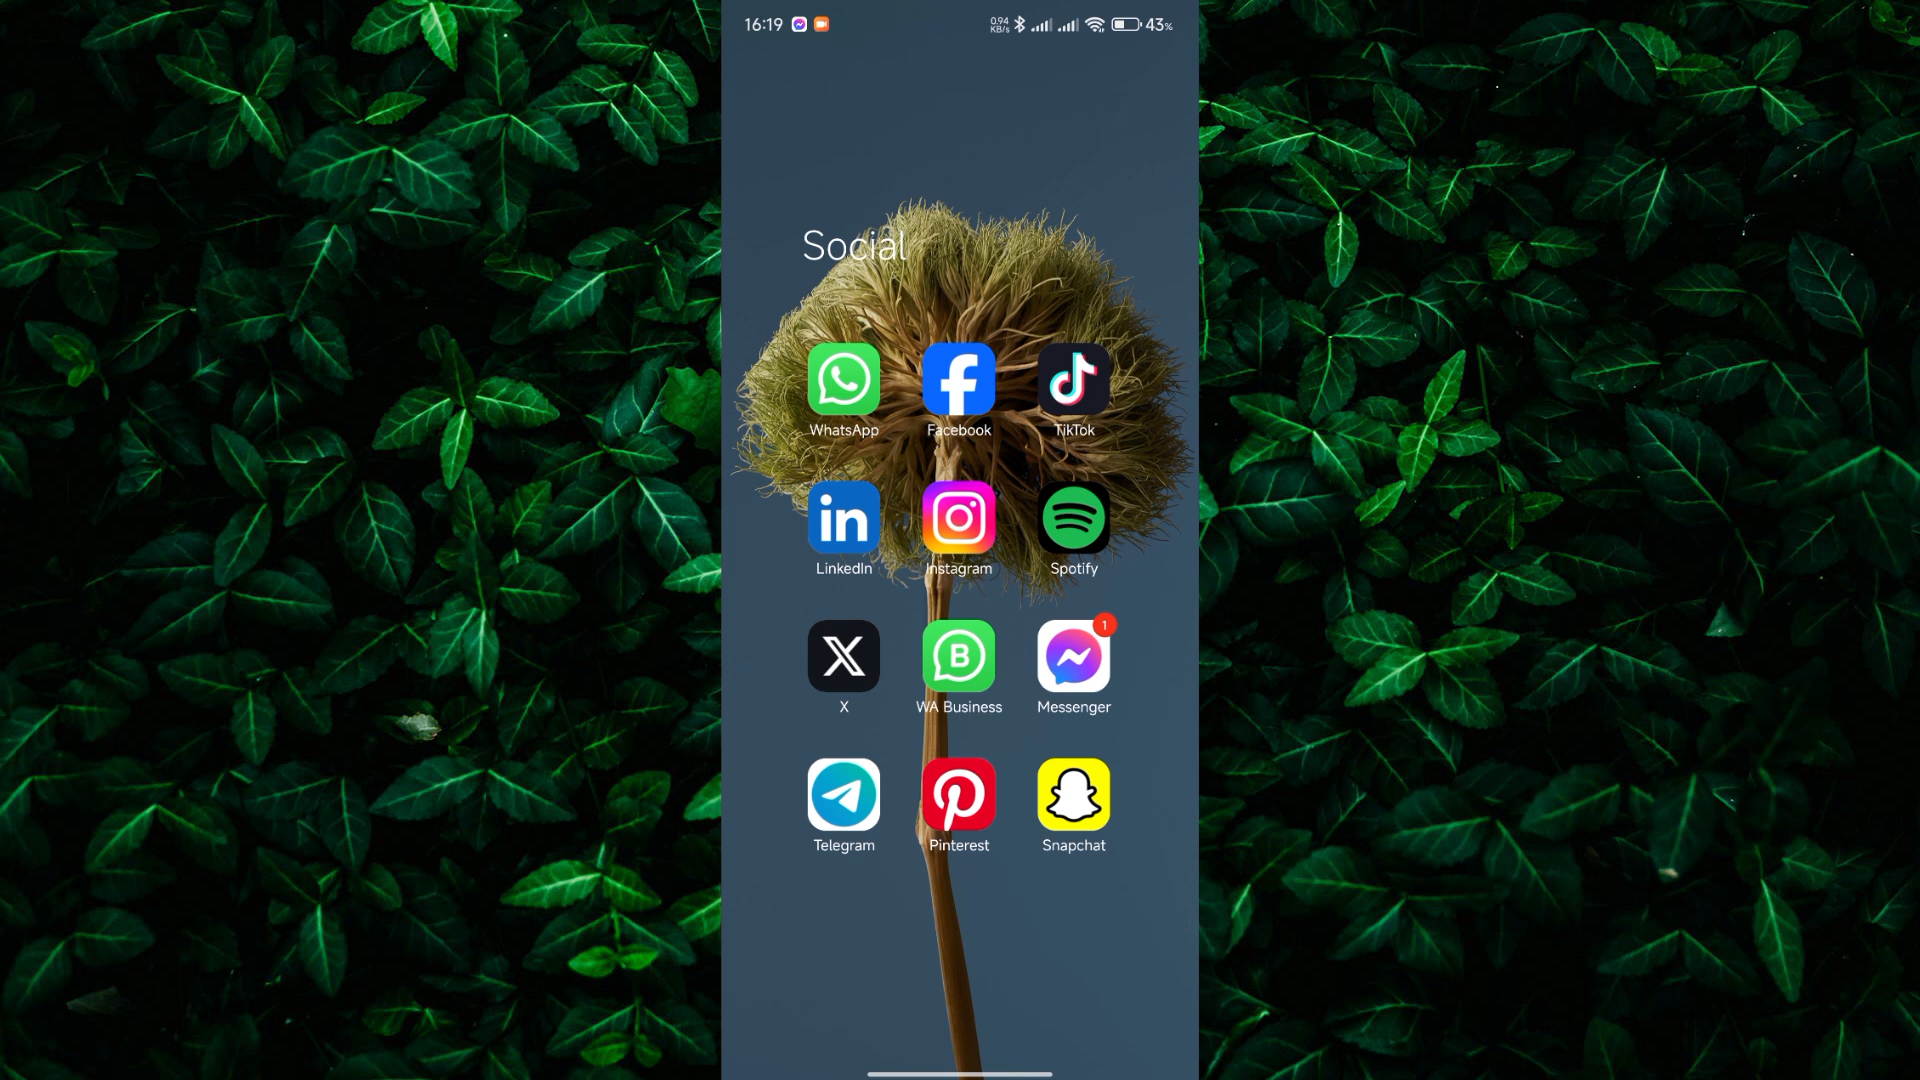 16:19 0.94 KB/s 43%
Social
WhatsApp Facebook TikTok
in
LinkedIn Instagram Spotify
X B 1
X WA Business Messenger
Telegram Pinterest Snapchat